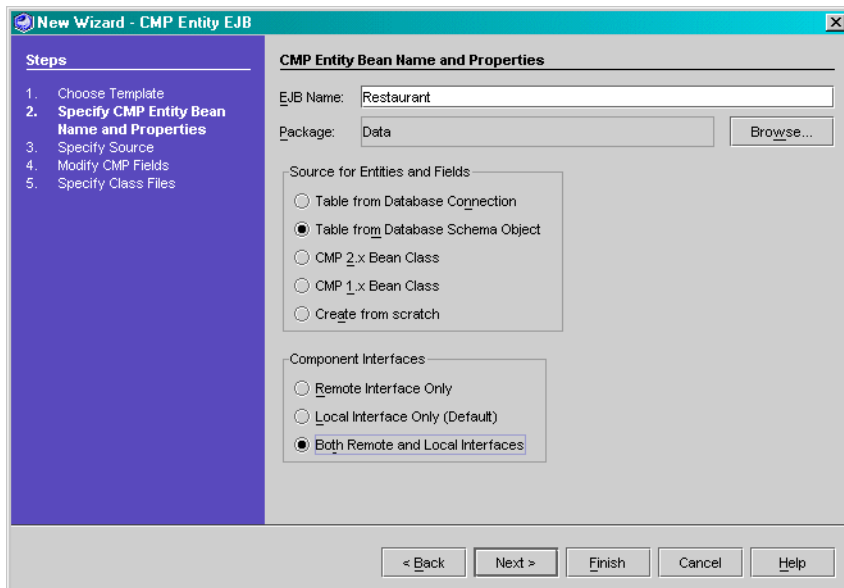 New Wizard - CMP Entity EJB
Steps
1. Choose Template
2. Specify CMP Entity Bean
Name and Properties
3. Specify Source
4. Modify CMP Fields
5. Specify Class Files
CMP Entity Bean Name and Properties
EJB Name: Restaurant
Package: Data Browse...
Source for Entities and Fields
Table from Database Connection
Table from Database Schema Object
CMP 2.x Bean Class
CMP 1.x Bean Class
Create from scratch
Component Interfaces
Remote Interface Only
Local Interface Only (Default)
Both Remote and Local Interfaces
< Back Next > Finish Cancel Help